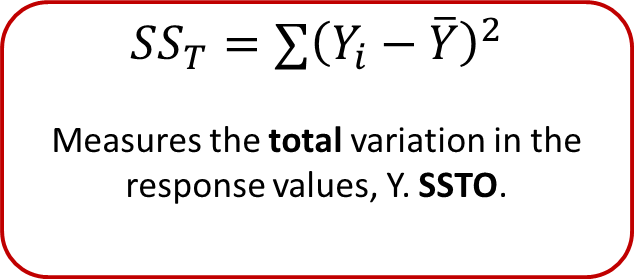 SS_T = ∑(Y_i − Ȳ)²
Measures the total variation in the
response values, Y. SSTO.